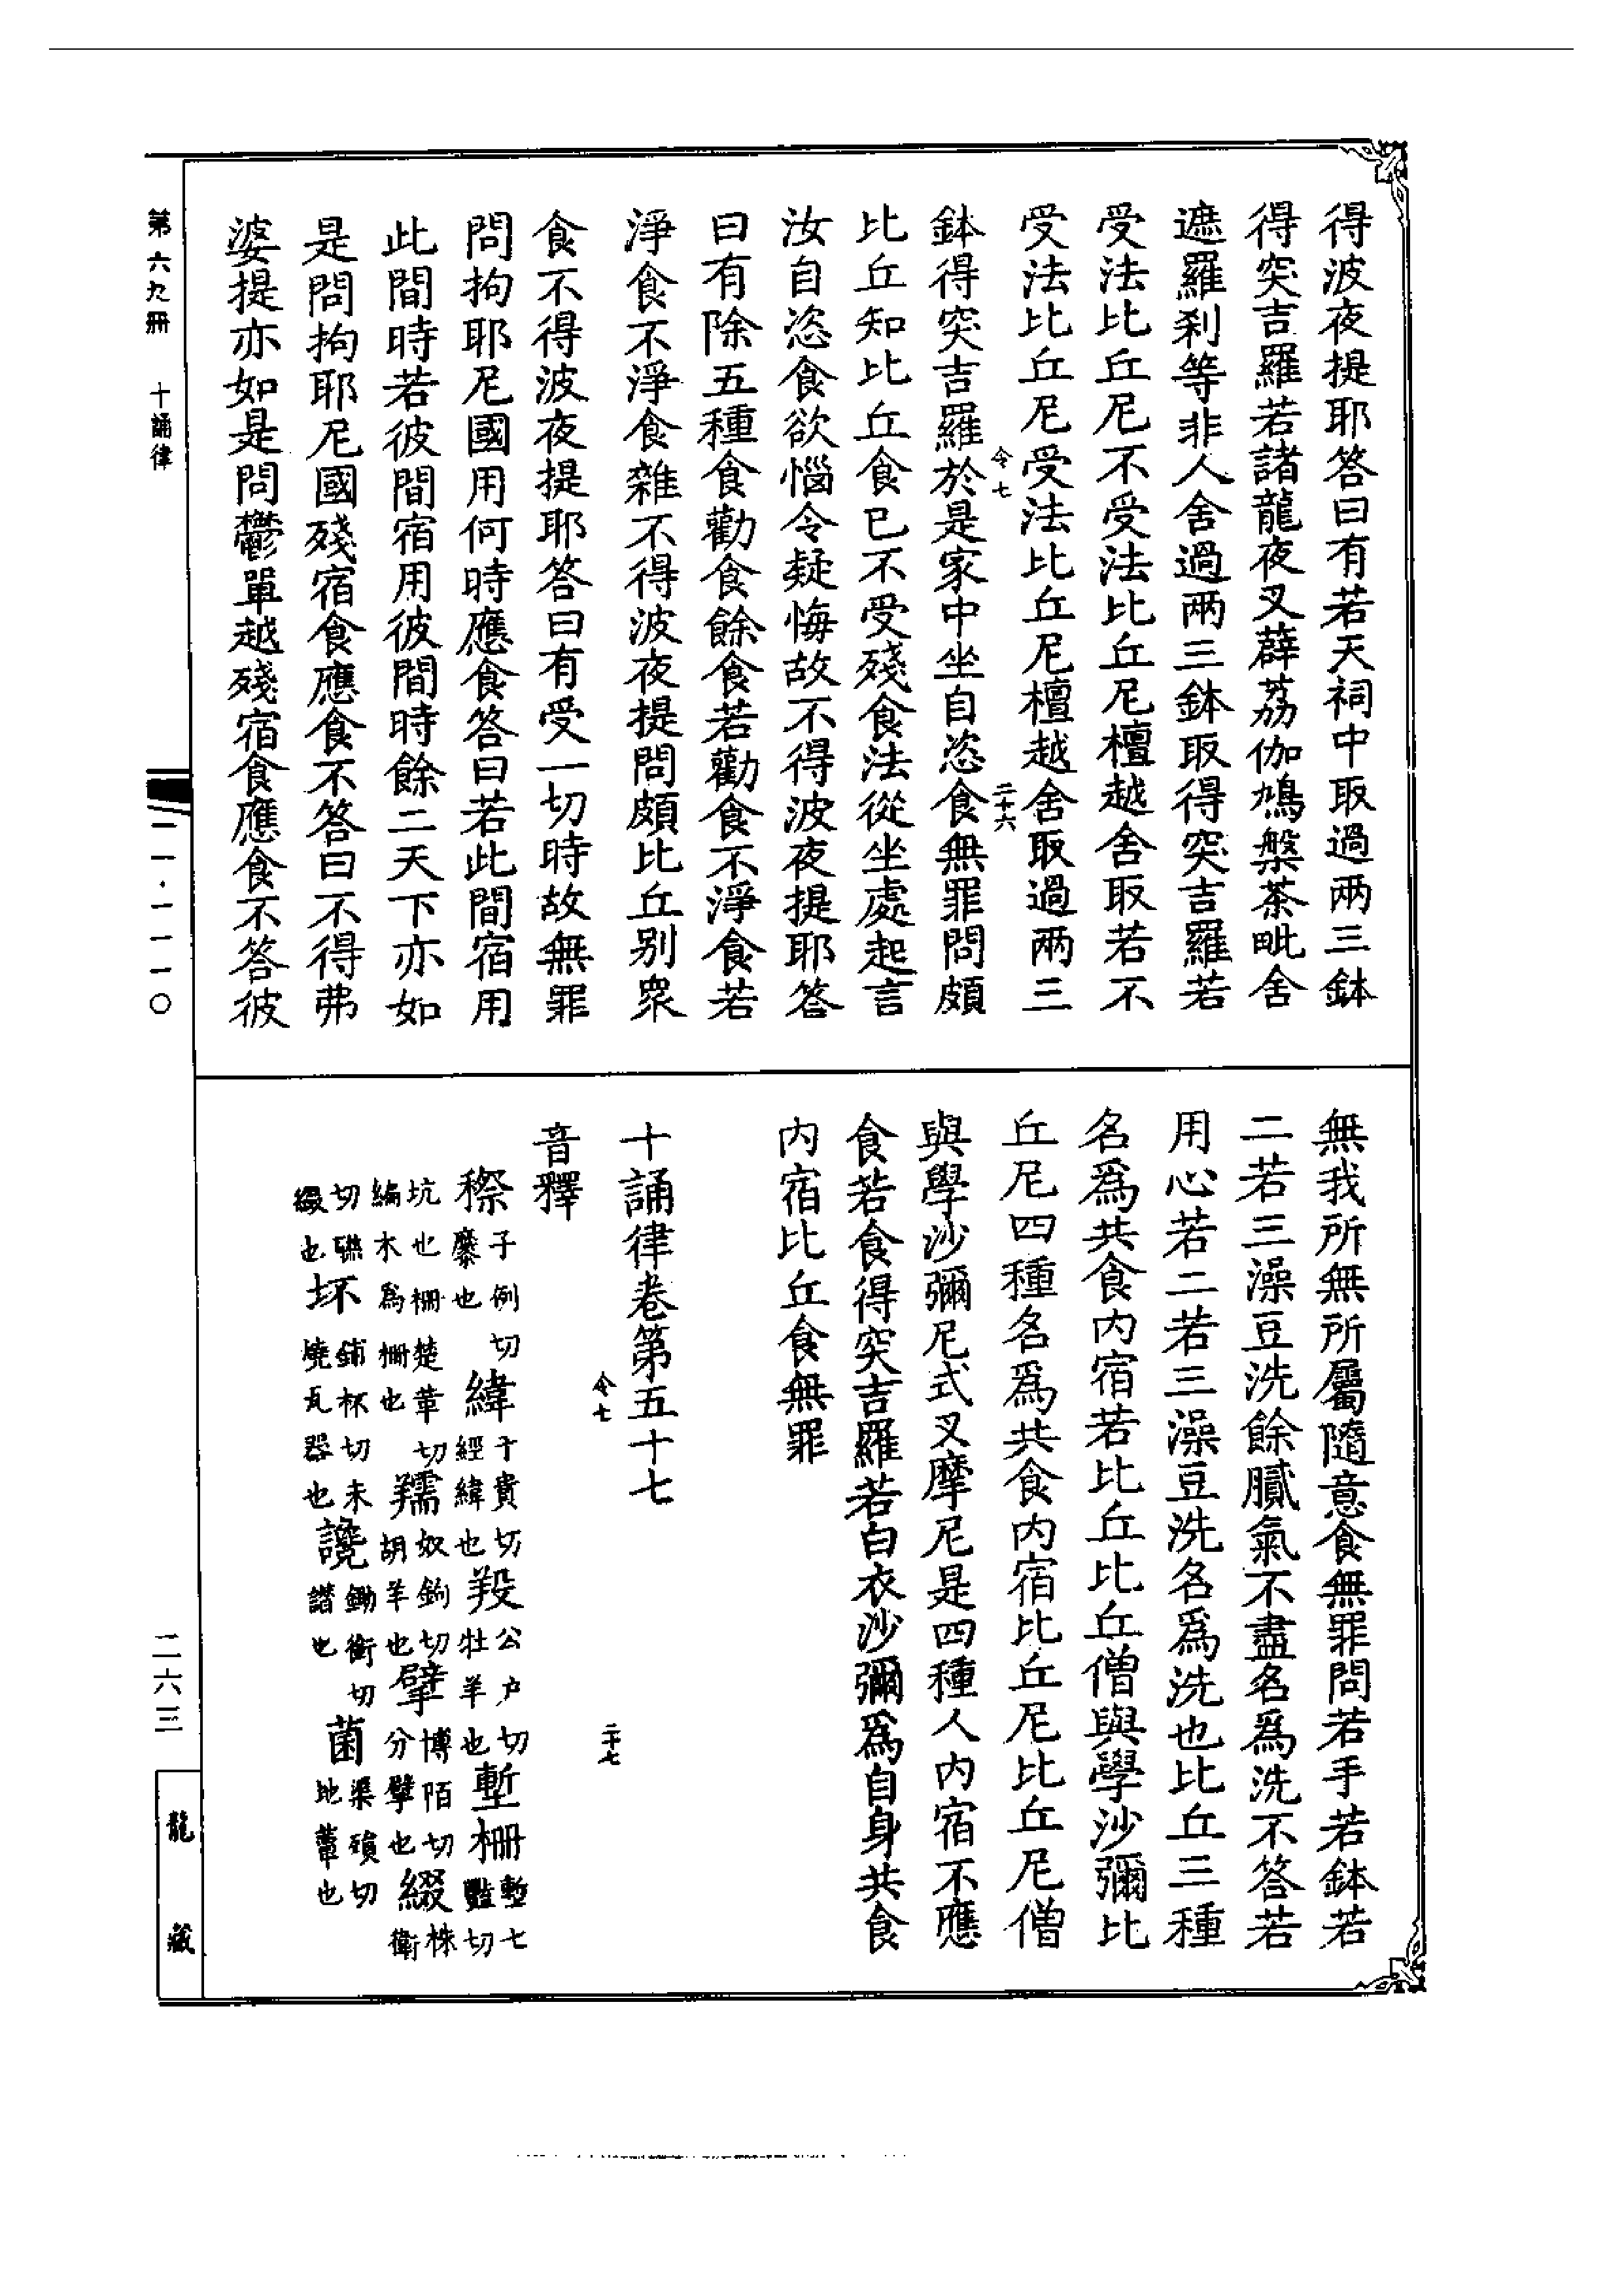 得波夜提耶答曰有若天祠中取過兩三鉢
得突吉羅若諸龍夜叉薜荔伽鳩槃茶毗舍
遮羅刹等非人舍過兩三鉢取得突吉羅若
受法比丘尼不受法比丘尼檀越舍取若不
受法比丘尼受法比丘尼檀越舍取過兩三
令七 二十六
鉢得突吉羅於是家中坐自恣食無罪問頗
比丘知比丘食已不受殘食法從坐處起言
汝自恣食欲惱令疑悔故不得波夜提耶答
曰有除五種食勸食餘食若勸食不淨食若
淨食不淨食雜不得波夜提問頗比丘別衆
食不得波夜提耶答曰有受一切時故無罪
問拘耶尼國用何時應食答曰若此間宿用
此間時若彼間宿用彼間時餘二天下亦如
是問拘耶尼國殘宿食應食不答曰不得弗
婆提亦如是問鬱單越殘宿食應食不答彼
無我所無所屬隨意食無罪問若手若鉢若
二若三澡豆洗餘膩氣不盡名爲洗不答若
用心若二若三澡豆洗名爲洗也比丘三種
名爲共食内宿若比丘比丘僧與學沙彌比
丘尼四種名爲共食内宿比丘尼比丘尼僧
與學沙彌尼式叉摩尼是四種人内宿不應
食若食得突吉羅若白衣沙彌爲自身共食
内宿比丘食無罪
十誦律卷第五十七
令七 二十七
音釋
穄 子例切 穈也 緯 于貴切 經緯也 羖 公户切 牡羊也 塹柵 塹七豔切
坑也柵楚革切 編木爲柵也 羺 奴鉤切 胡羊也 擘 博陌切 分擘也 綴 株衛
切聯綴也 坏 鋪杯切未燒瓦器也 讒 鋤銜切 譖也 菌 渠殞切 地蕈也
第六九冊 十誦律
一一·一一一〇
二六三
龍藏